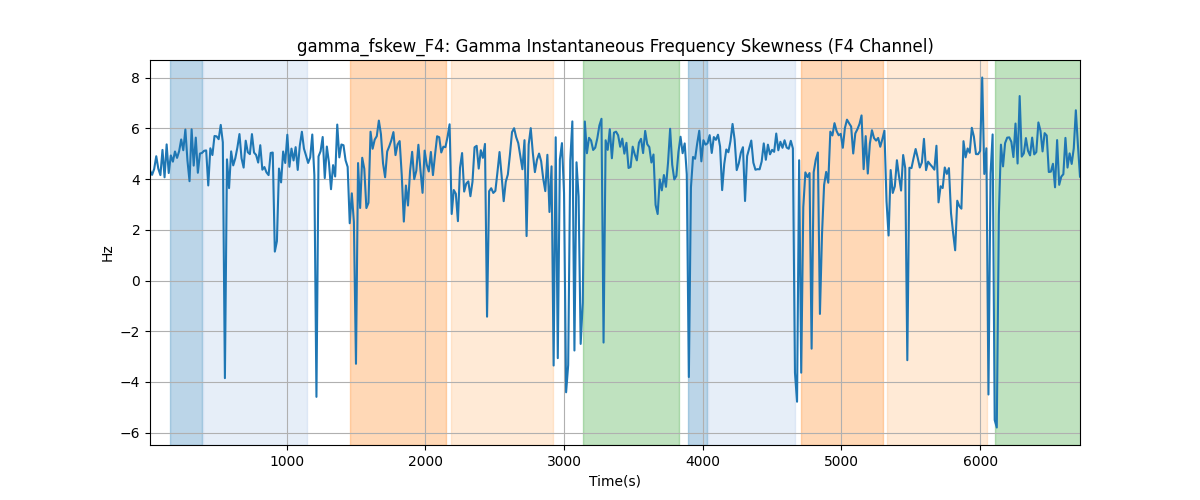 gamma_fskew_F4: Gamma Instantaneous Frequency Skewness (F4 Channel)
8
6
4
2
0
−2
−4
−6
Hz
1000 2000 3000 4000 5000 6000
Time(s)